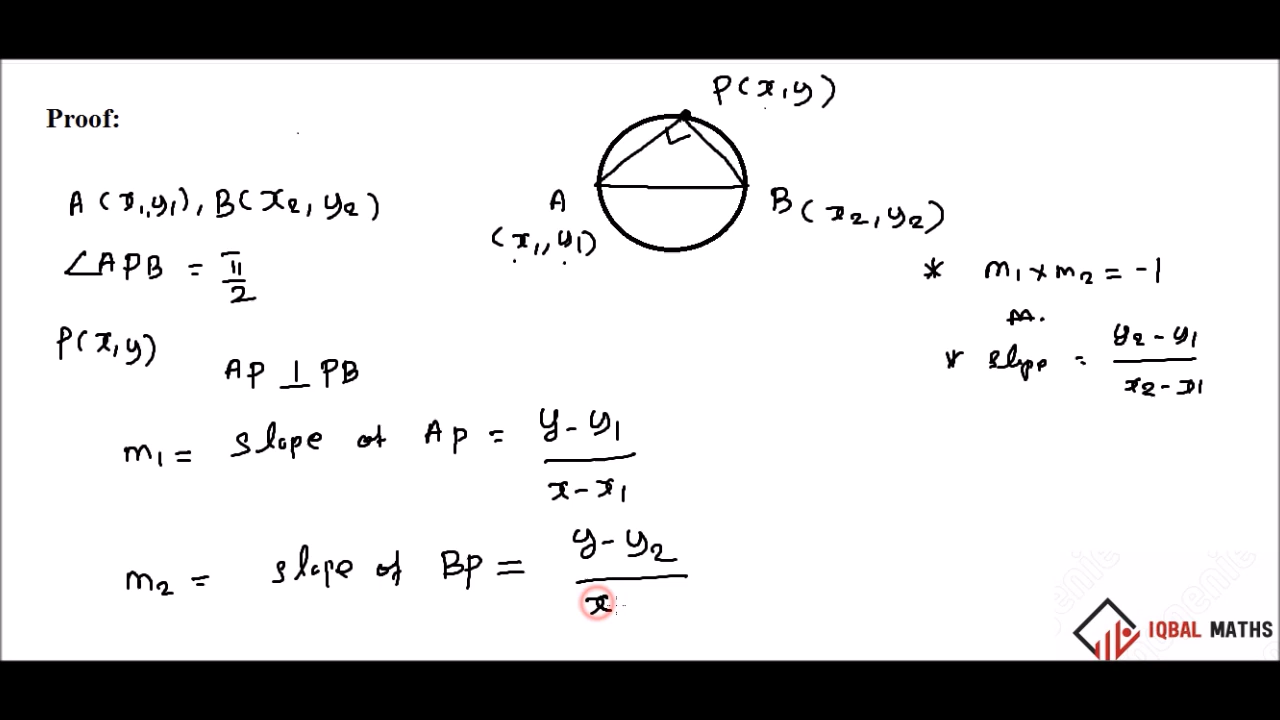 Proof:
P(x,y)
A(x₁,y₁), B(x₂,y₂)
A
(x₁,y₁)
B(x₂,y₂)
∠APB = π/2
* m₁ × m₂ = -1
m.
* slope = y₂-y₁/x₂-x₁
P(x,y)
AP ⊥ PB
m₁ = slope of AP = y-y₁/x-x₁
m₂ = slope of BP = y-y₂/x-
IQBAL MATHS